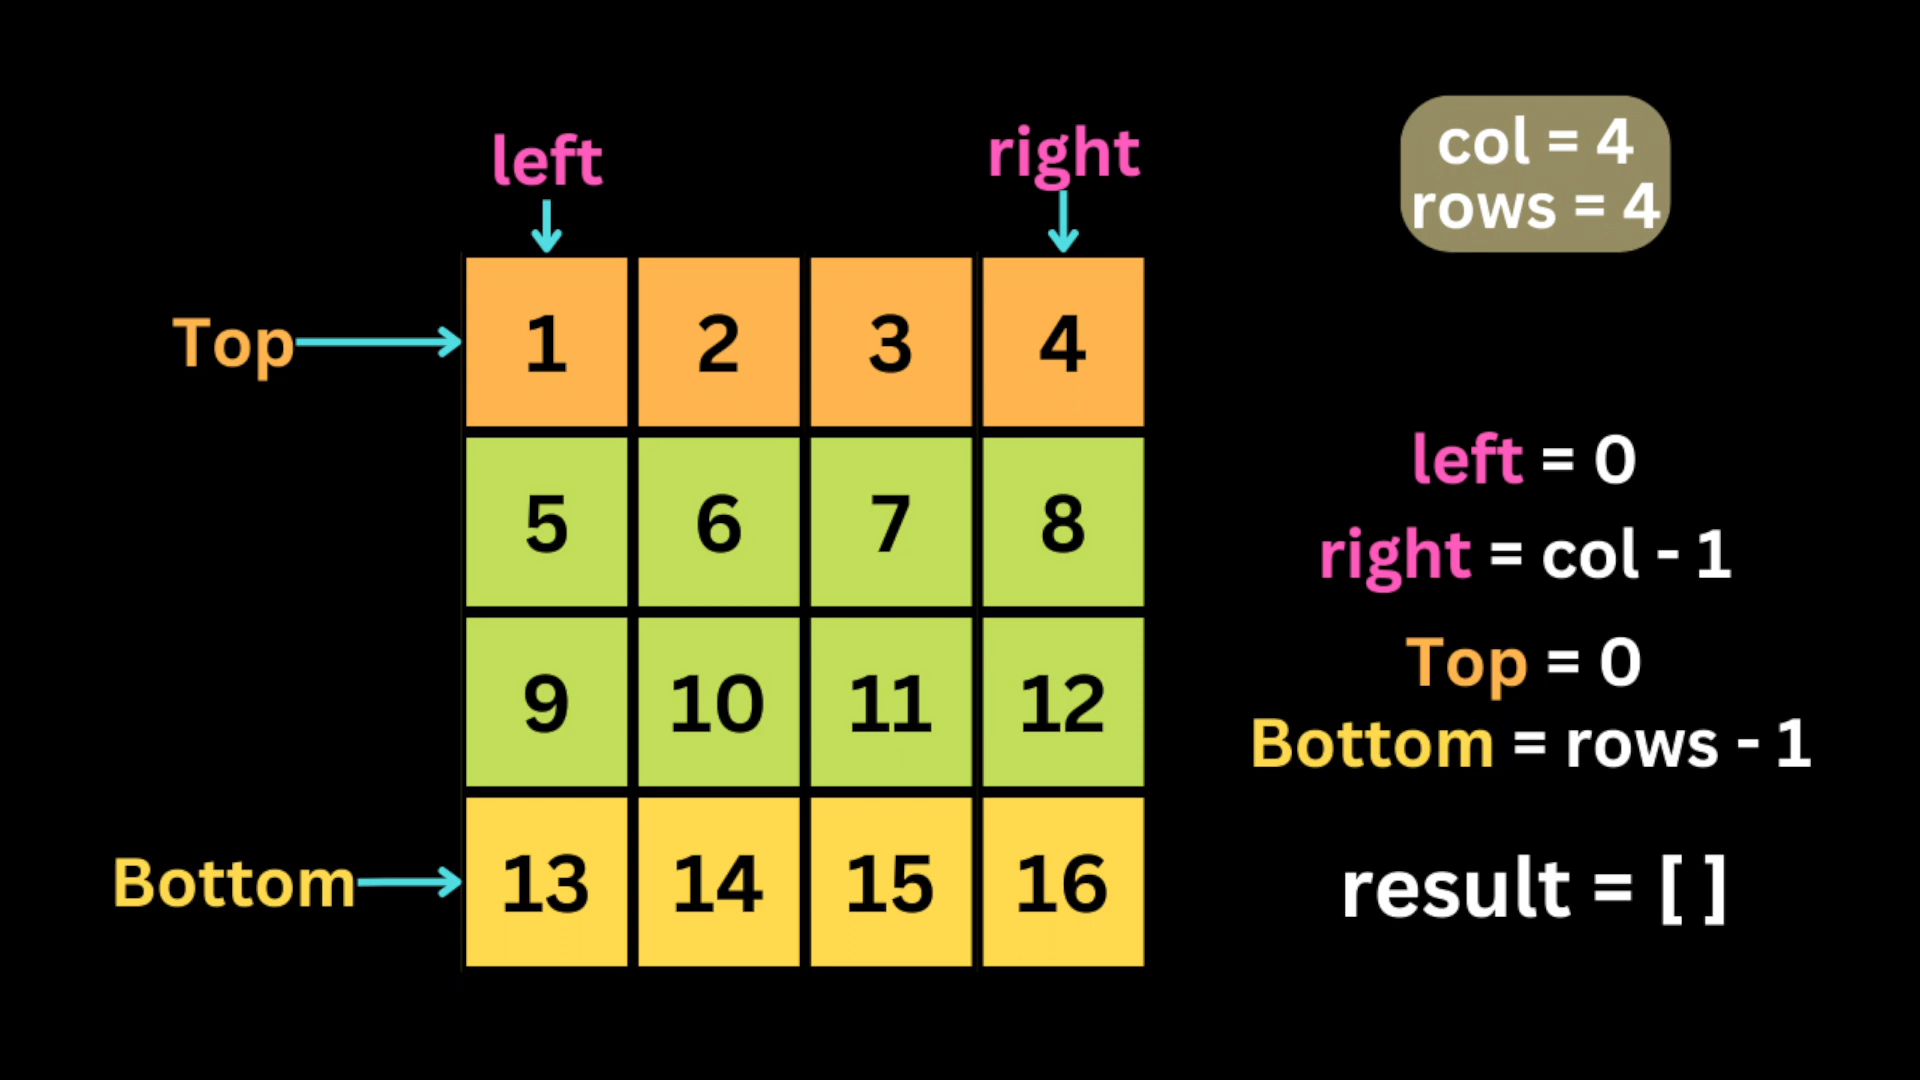 left
right
col = 4
rows = 4
Top
1 2 3 4
5 6 7 8
9 10 11 12
Bottom
13 14 15 16
left = 0
right = col - 1
Top = 0
Bottom = rows - 1
result = [ ]